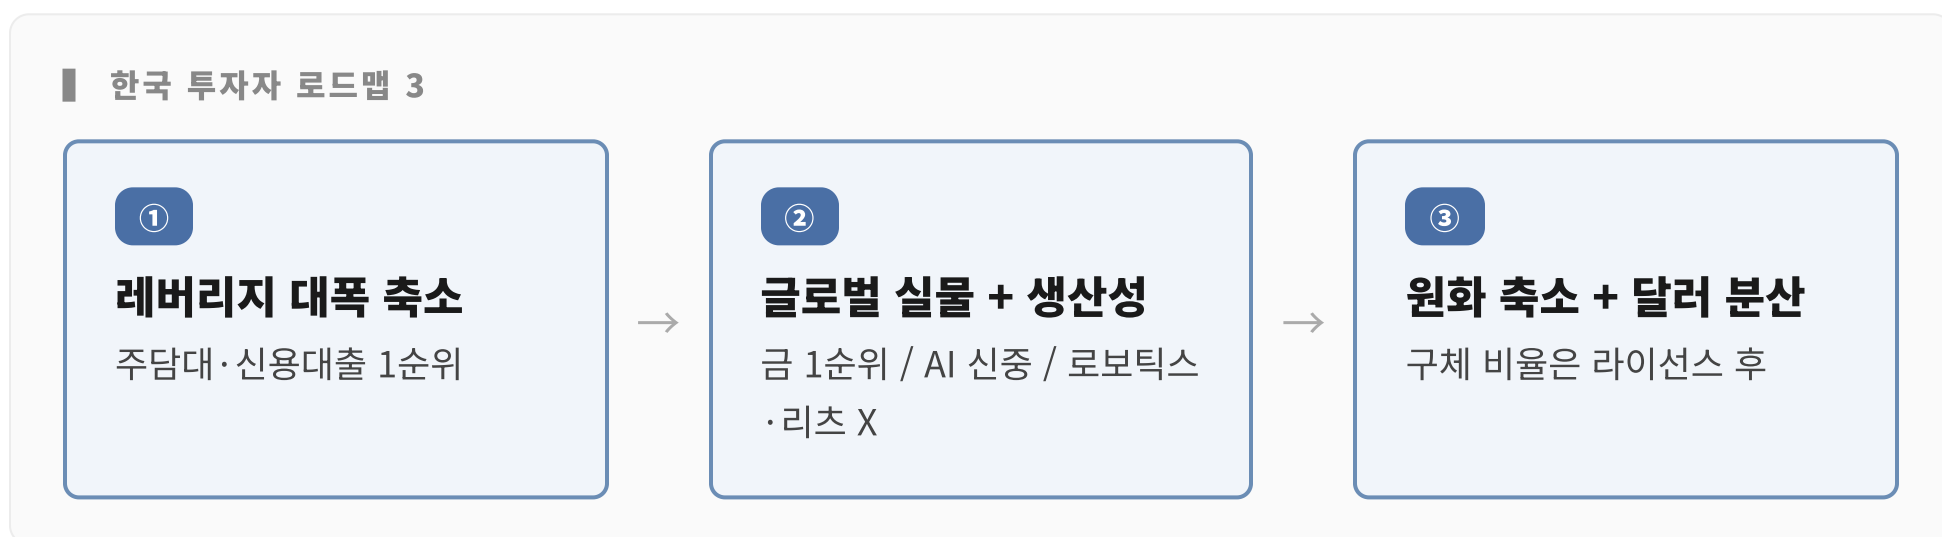 한국 투자자 로드맵 3
①
레버리지 대폭 축소
주담대·신용대출 1순위
→
②
글로벌 실물 + 생산성
금 1순위 / AI 신중 / 로보틱스
·리츠 X
→
③
원화 축소 + 달러 분산
구체 비율은 라이선스 후